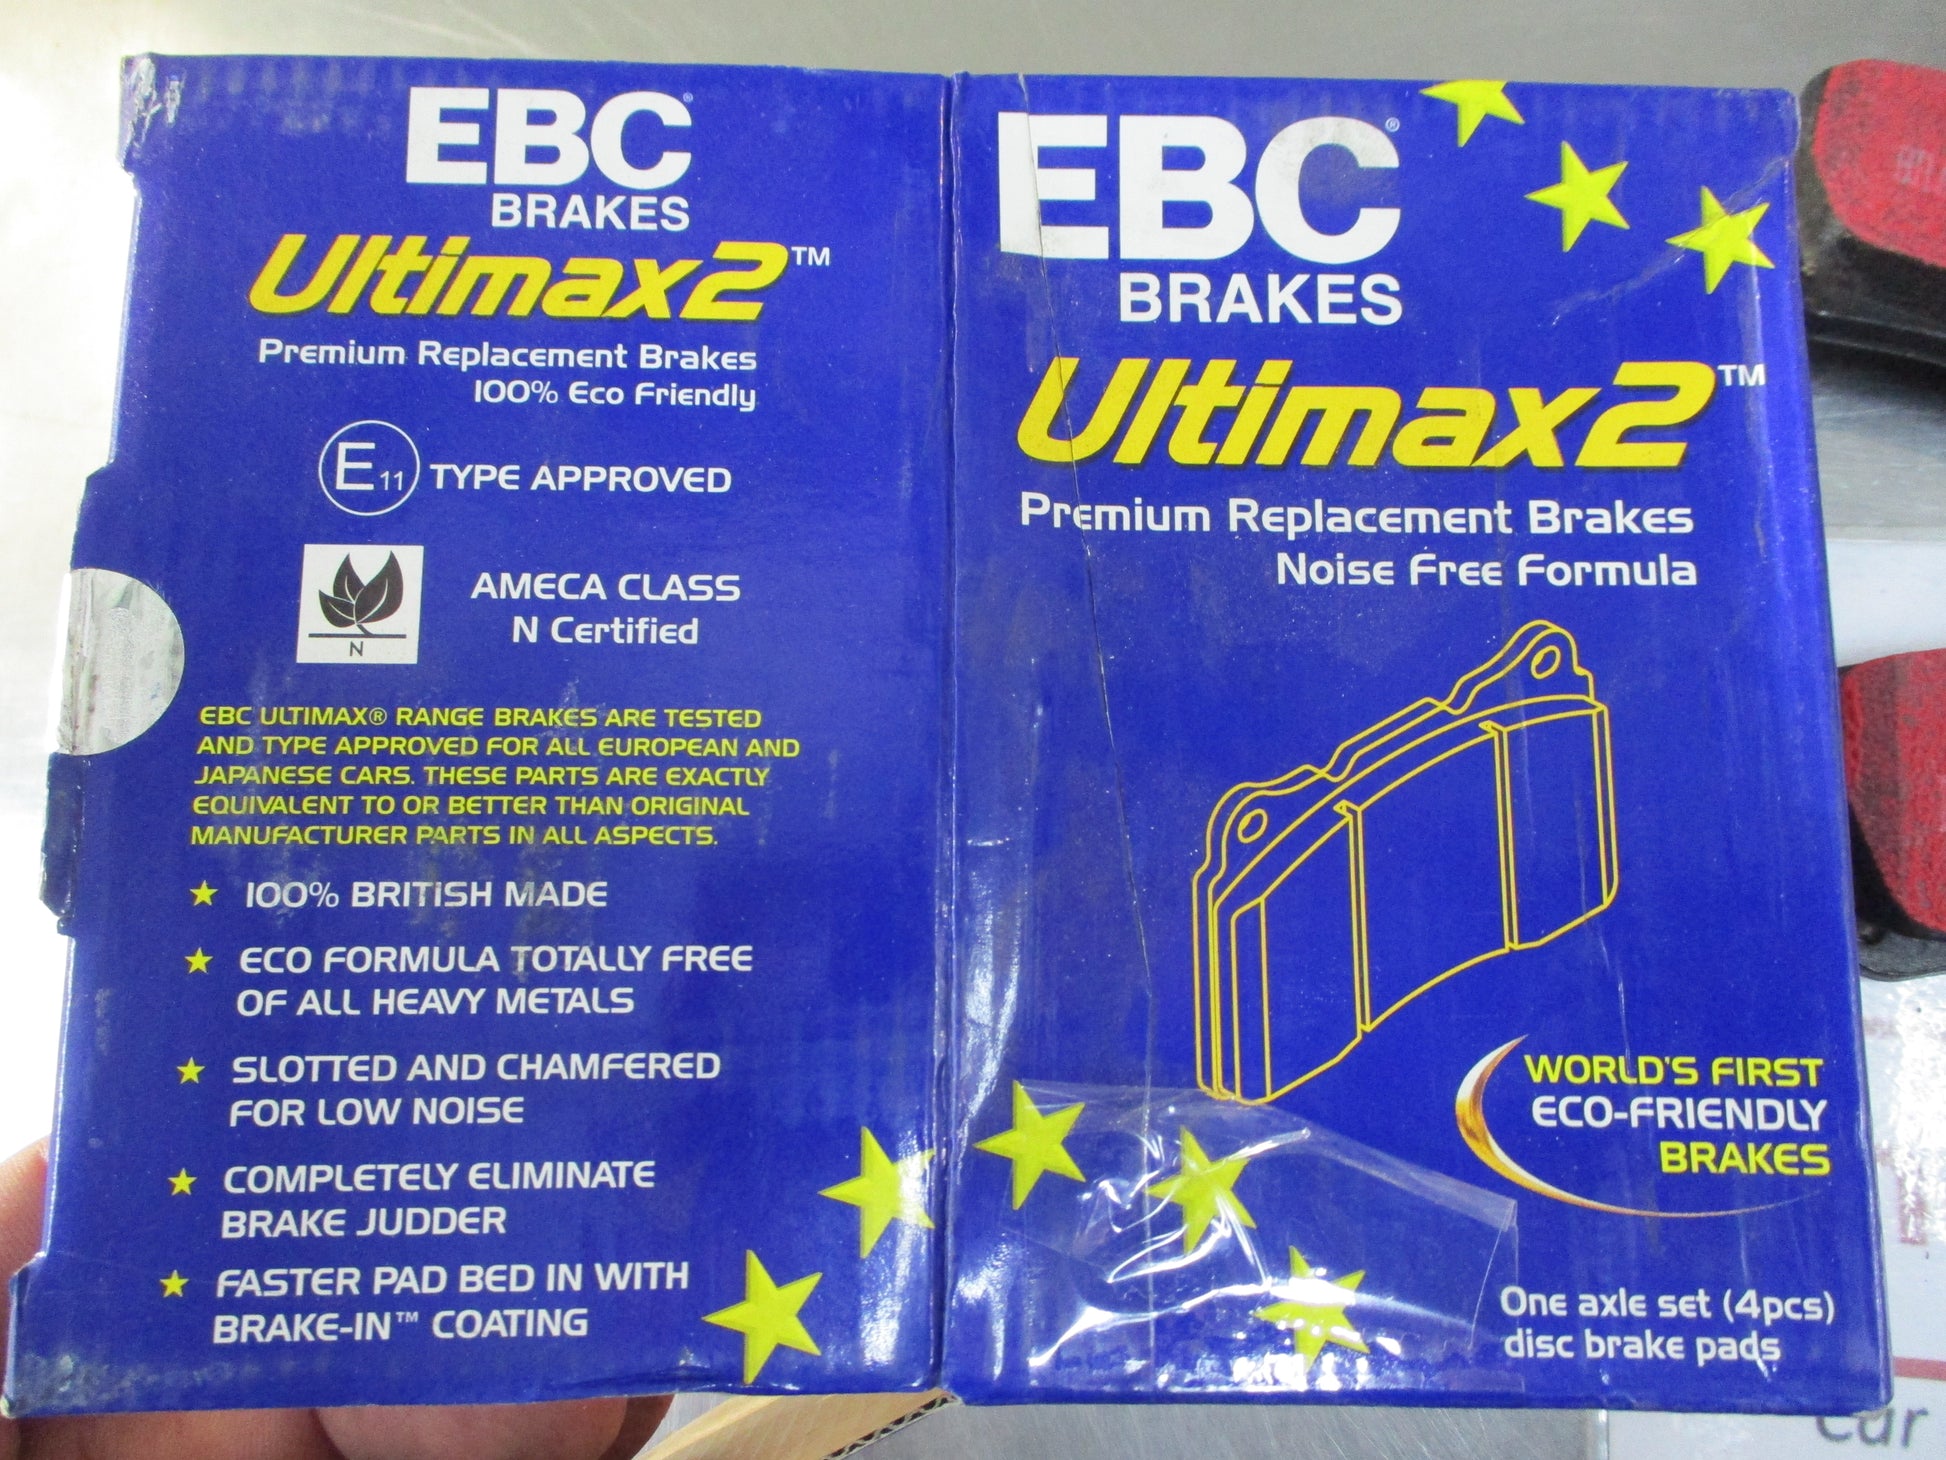 EBC®
BRAKES
Ultimax2™
Premium Replacement Brakes
100% Eco Friendly
E11 TYPE APPROVED
N
AMECA CLASS
N Certified
EBC ULTIMAX® RANGE BRAKES ARE TESTED
AND TYPE APPROVED FOR ALL EUROPEAN AND
JAPANESE CARS. THESE PARTS ARE EXACTLY
EQUIVALENT TO OR BETTER THAN ORIGINAL
MANUFACTURER PARTS IN ALL ASPECTS.
100% BRITISH MADE
ECO FORMULA TOTALLY FREE
OF ALL HEAVY METALS
SLOTTED AND CHAMFERED
FOR LOW NOISE
COMPLETELY ELIMINATE
BRAKE JUDDER
FASTER PAD BED IN WITH
BRAKE-IN™ COATING
EBC®
BRAKES
Ultimax2™
Premium Replacement Brakes
Noise Free Formula
WORLD'S FIRST
ECO-FRIENDLY
BRAKES
One axle set (4pcs)
disc brake pads
Car